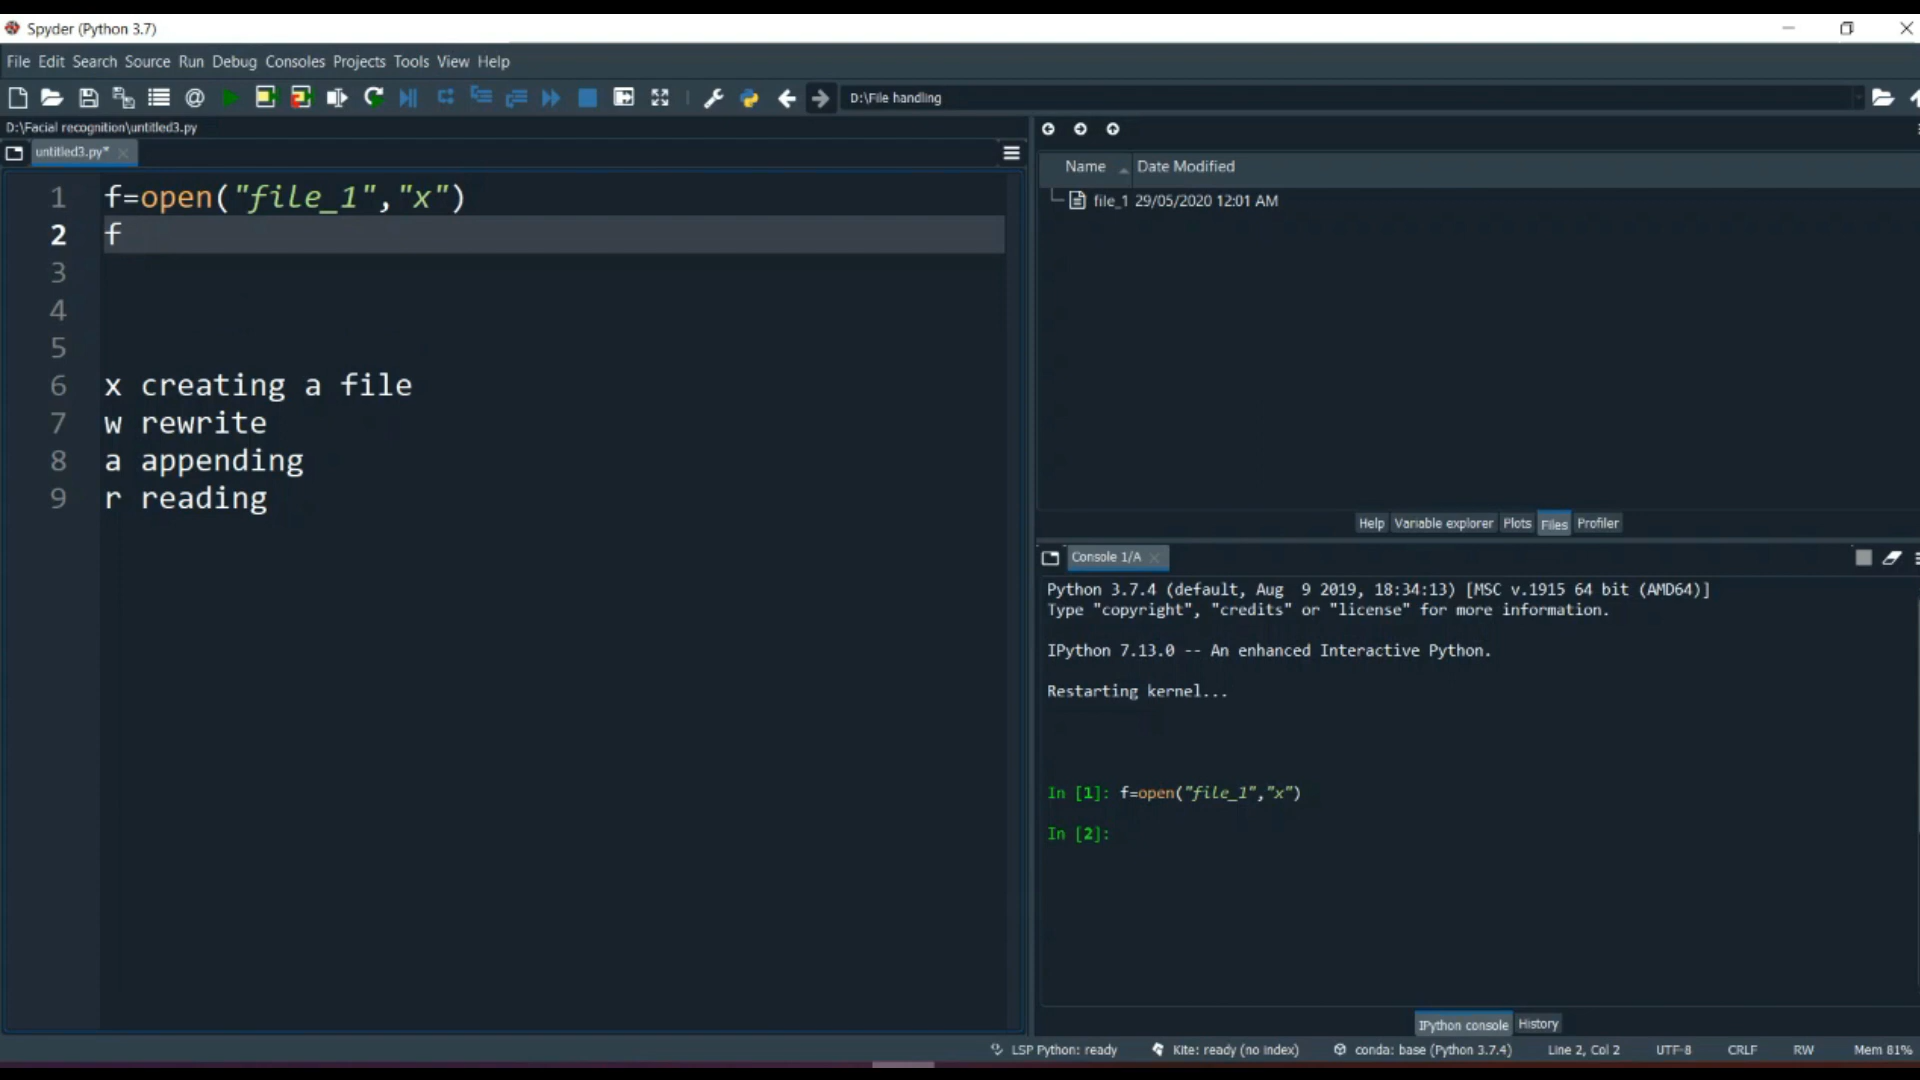 Spyder (Python 3.7)
File Edit Search Source Run Debug Consoles Projects Tools View Help
D:\File handling
D:\Facial recognition\untitled3.py
untitled3.py*
1 f=open("file_1","x")
2 f
3
4
5
6 x creating a file
7 w rewrite
8 a appending
9 r reading
Name Date Modified
file_1 29/05/2020 12:01 AM
Help Variable explorer Plots Files Profiler
Console 1/A
Python 3.7.4 (default, Aug  9 2019, 18:34:13) [MSC v.1915 64 bit (AMD64)]
Type "copyright", "credits" or "license" for more information.
IPython 7.13.0 -- An enhanced Interactive Python.
Restarting kernel...
In [1]: f=open("file_1","x")
In [2]:
IPython console History
LSP Python: ready Kite: ready (no index) conda: base (Python 3.7.4) Line 2, Col 2 UTF-8 CRLF RW Mem 81%